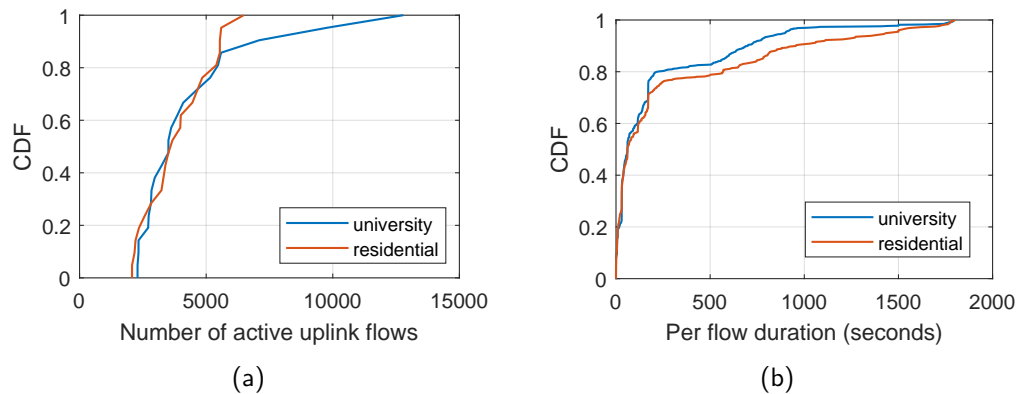 1
0.8
0.6
0.4
0.2
0
CDF
0 5000 10000 15000
Number of active uplink flows
university
residential
(a)
1
0.8
0.6
0.4
0.2
0
CDF
0 500 1000 1500 2000
Per flow duration (seconds)
university
residential
(b)